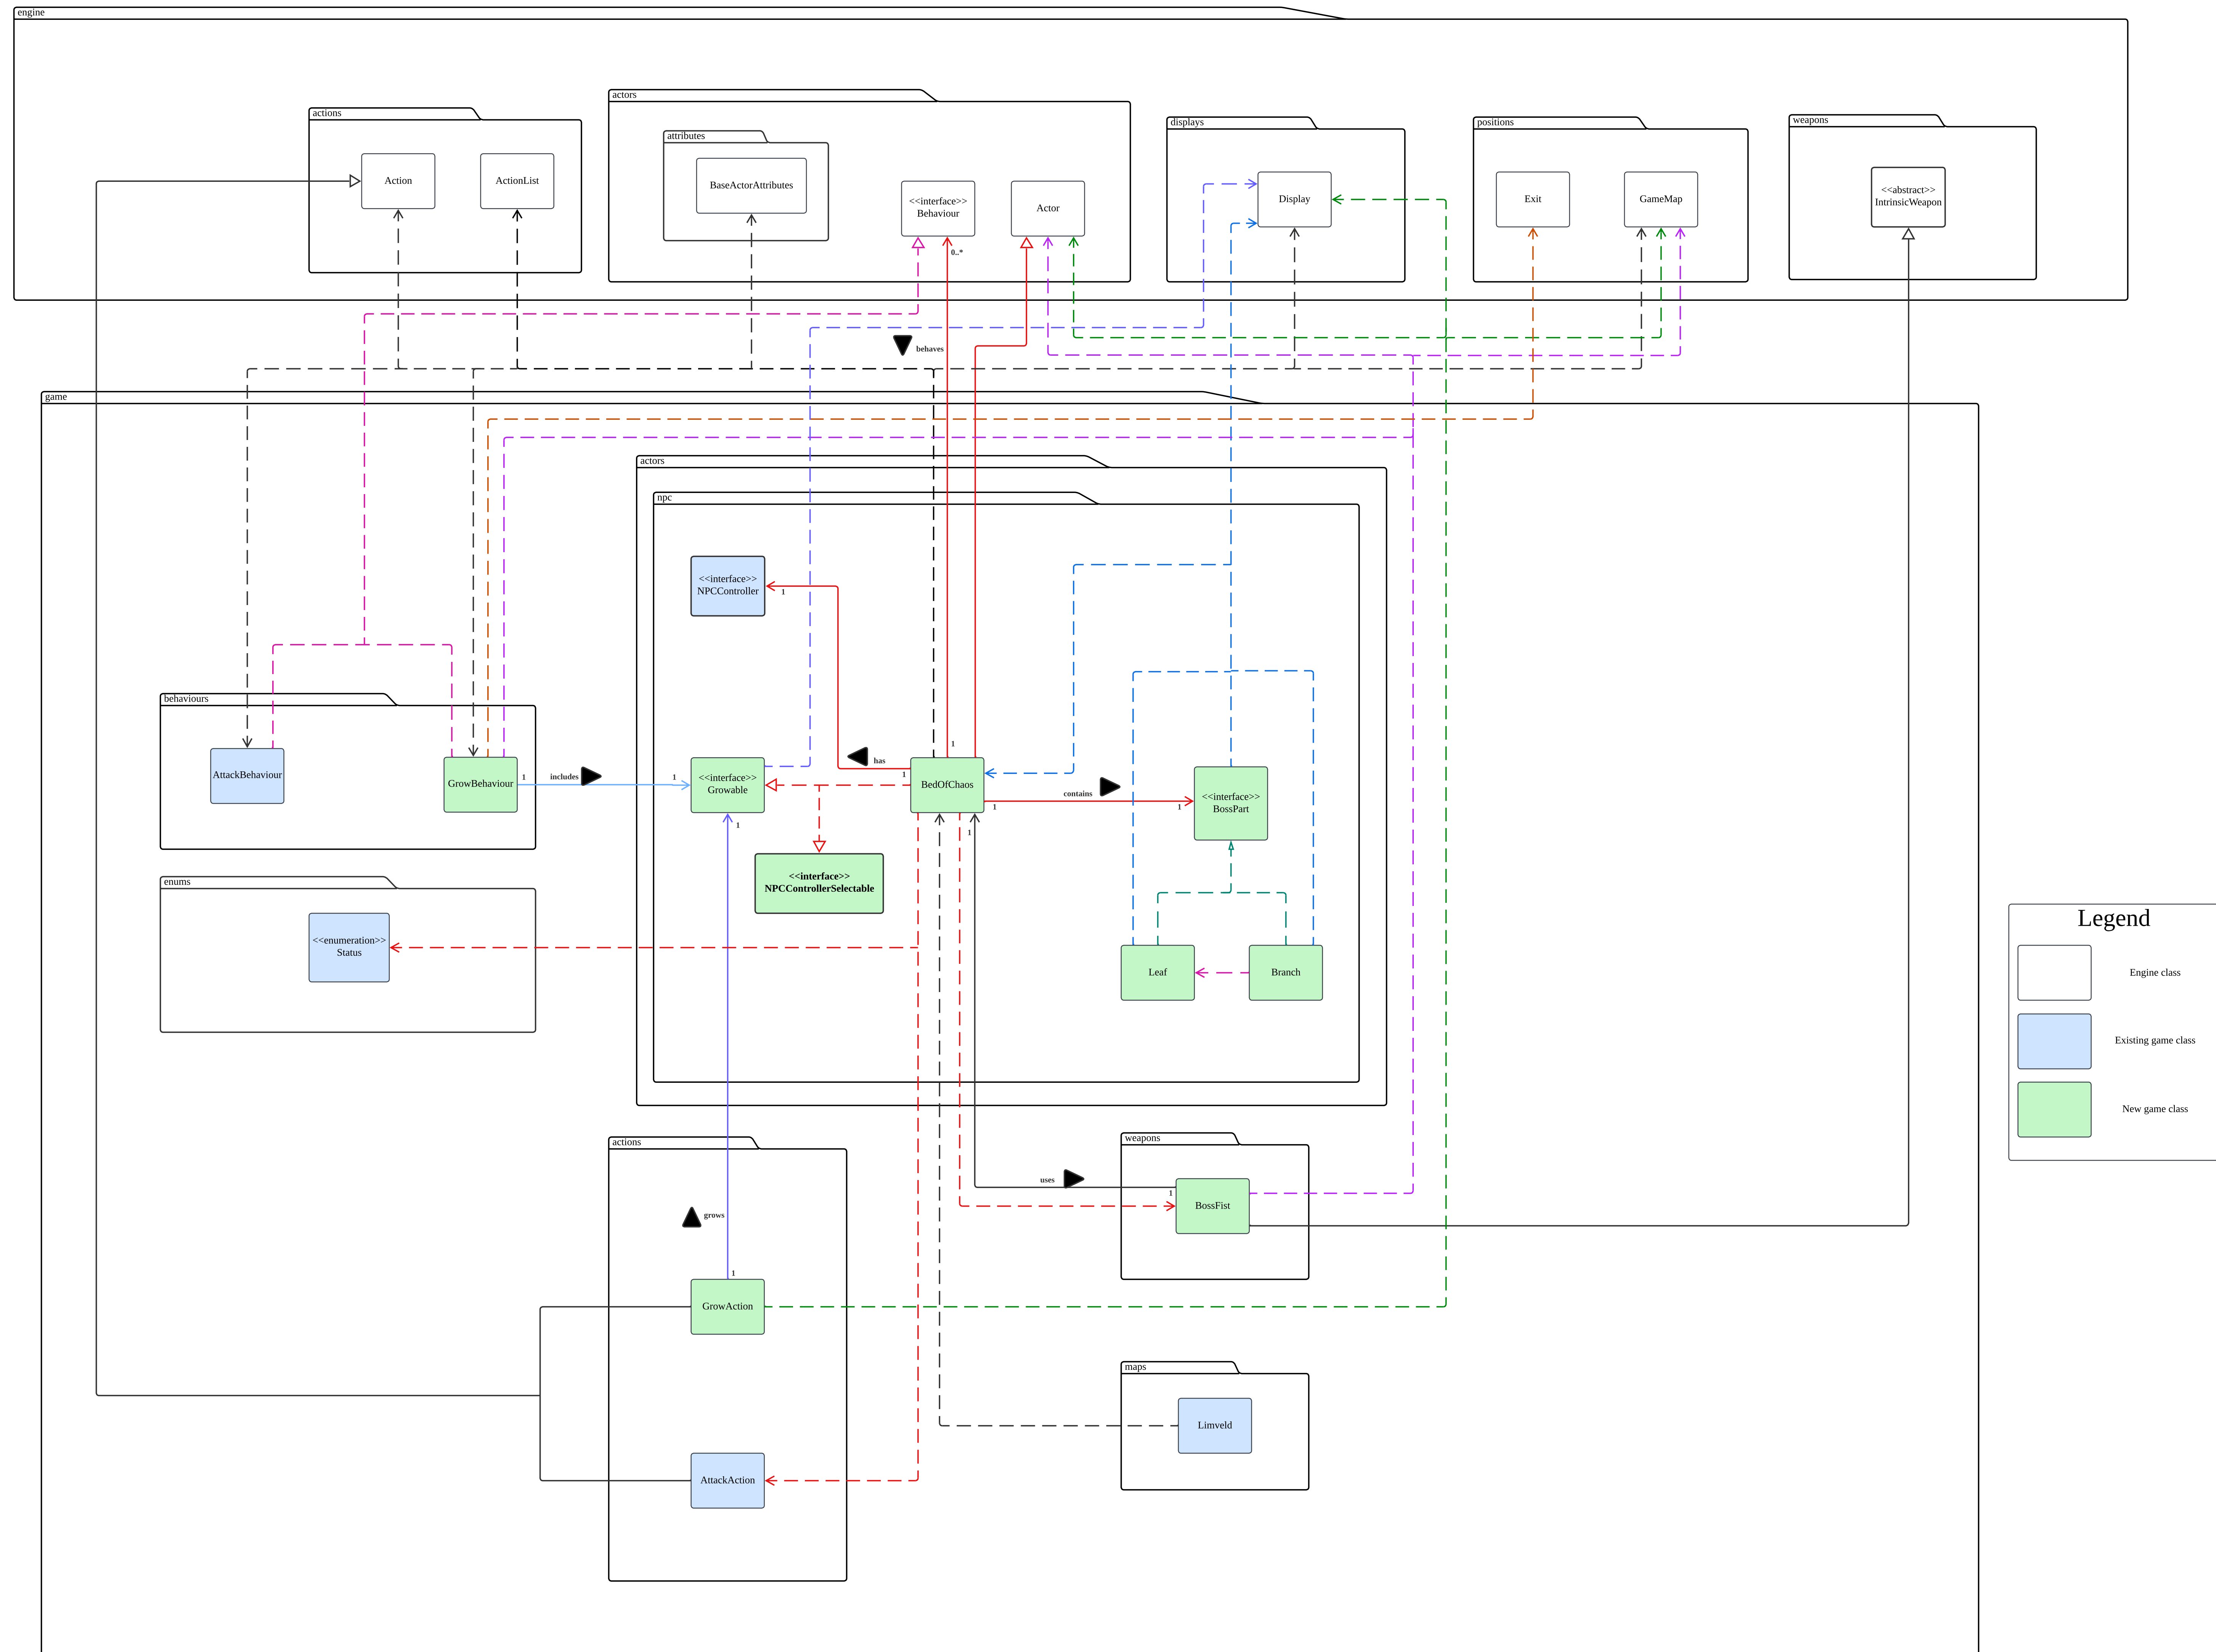 engine
actions
Action
ActionList
actors
attributes
BaseActorAttributes
<<interface>>
Behaviour
Actor
0..*
displays
Display
positions
Exit
GameMap
weapons
<<abstract>>
IntrinsicWeapon
behaves
game
actors
npc
<<interface>>
NPCController
1
behaviours
AttackBehaviour
GrowBehaviour
1
includes
1
<<interface>>
Growable
1
has
1
1
BedOfChaos
1
1
contains
1
<<interface>>
BossPart
<<interface>>
NPCControllerSelectable
enums
<<enumeration>>
Status
Leaf
Branch
Legend
Engine class
Existing game class
New game class
actions
grows
1
GrowAction
AttackAction
weapons
uses
1
BossFist
maps
Limveld